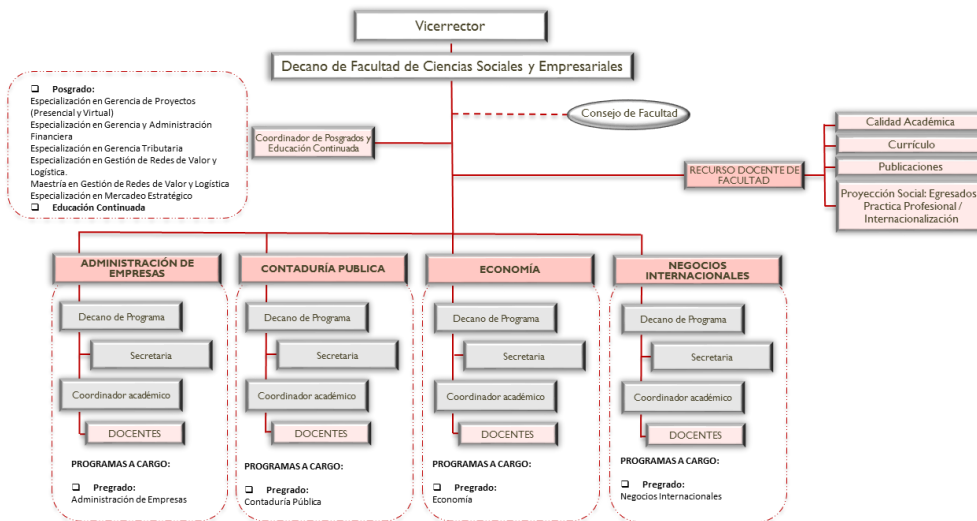 Vicerrector
Decano de Facultad de Ciencias Sociales y Empresariales
Consejo de Facultad
❑ Posgrado:
Especialización en Gerencia de Proyectos
(Presencial y Virtual)
Especialización en Gerencia y Administración
Financiera
Especialización en Gerencia Tributaria
Especialización en Gestión de Redes de Valor y
Logística.
Maestría en Gestión de Redes de Valor y Logística
Especialización en Mercadeo Estratégico
❑ Educación Continuada
Coordinador de Posgrados y
Educación Continuada
RECURSO DOCENTE DE
FACULTAD
Calidad Académica
Currículo
Publicaciones
Proyección Social: Egresados
Practica Profesional /
Internacionalización
ADMINISTRACIÓN DE
EMPRESAS
Decano de Programa
Secretaria
Coordinador académico
DOCENTES
PROGRAMAS A CARGO:
❑ Pregrado:
Administración de Empresas
CONTADURÍA PUBLICA
Decano de Programa
Secretaria
Coordinador académico
DOCENTES
PROGRAMAS A CARGO:
❑ Pregrado:
Contaduría Pública
ECONOMÍA
Decano de Programa
Secretaria
Coordinador académico
DOCENTES
PROGRAMAS A CARGO:
❑ Pregrado:
Economía
NEGOCIOS
INTERNACIONALES
Decano de Programa
Secretaria
Coordinador académico
DOCENTES
PROGRAMAS A CARGO:
❑ Pregrado:
Negocios Internacionales